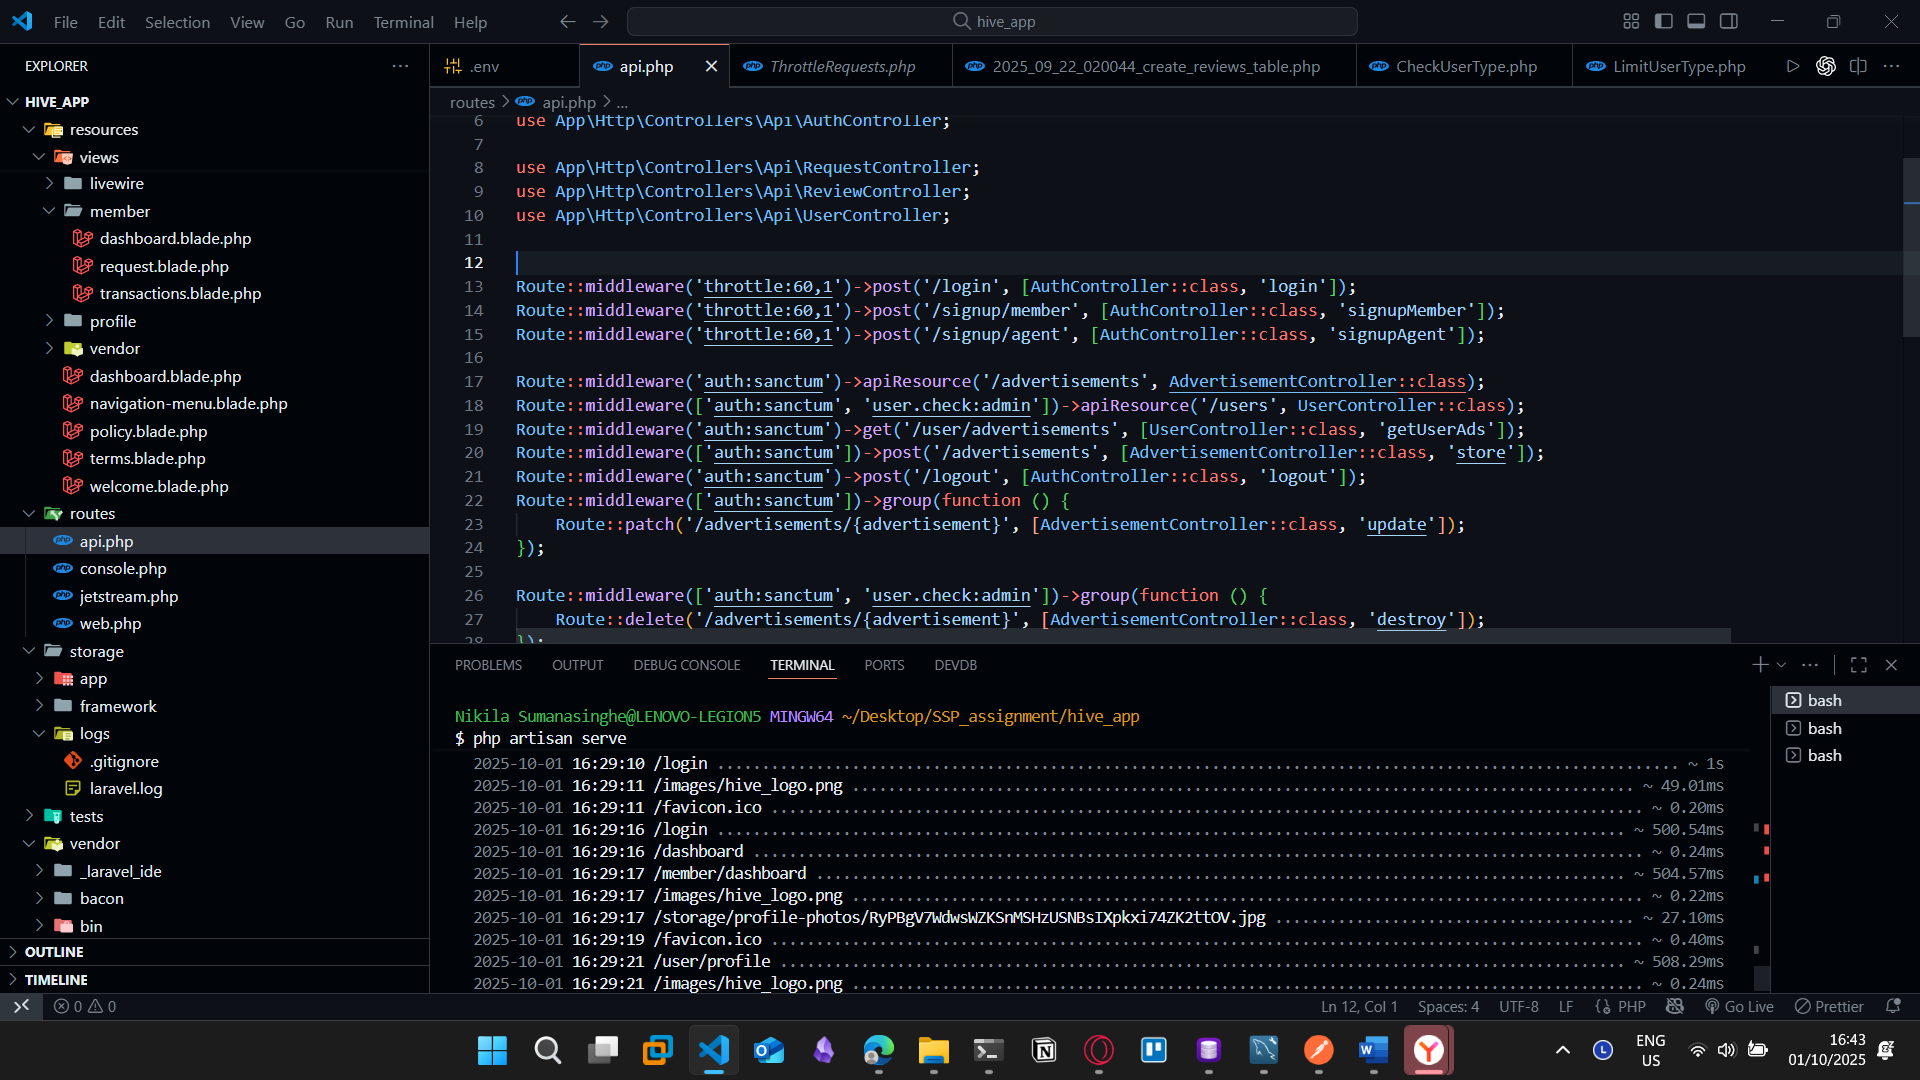 File Edit Selection View Go Run Terminal Help
hive_app
EXPLORER
HIVE_APP
resources
views
livewire
member
dashboard.blade.php
request.blade.php
transactions.blade.php
profile
vendor
dashboard.blade.php
navigation-menu.blade.php
policy.blade.php
terms.blade.php
welcome.blade.php
routes
api.php
console.php
jetstream.php
web.php
storage
app
framework
logs
.gitignore
laravel.log
tests
vendor
_laravel_ide
bacon
bin
OUTLINE
TIMELINE
.env api.php ThrottleRequests.php 2025_09_22_020044_create_reviews_table.php CheckUserType.php LimitUserType.php
routes > api.php > ...
6 use App\Http\Controllers\Api\AuthController;
7
8 use App\Http\Controllers\Api\RequestController;
9 use App\Http\Controllers\Api\ReviewController;
10 use App\Http\Controllers\Api\UserController;
11
12
13 Route::middleware('throttle:60,1')->post('/login', [AuthController::class, 'login']);
14 Route::middleware('throttle:60,1')->post('/signup/member', [AuthController::class, 'signupMember']);
15 Route::middleware('throttle:60,1')->post('/signup/agent', [AuthController::class, 'signupAgent']);
16
17 Route::middleware('auth:sanctum')->apiResource('/advertisements', AdvertisementController::class);
18 Route::middleware(['auth:sanctum', 'user.check:admin'])->apiResource('/users', UserController::class);
19 Route::middleware('auth:sanctum')->get('/user/advertisements', [UserController::class, 'getUserAds']);
20 Route::middleware(['auth:sanctum'])->post('/advertisements', [AdvertisementController::class, 'store']);
21 Route::middleware('auth:sanctum')->post('/logout', [AuthController::class, 'logout']);
22 Route::middleware(['auth:sanctum'])->group(function () {
23 Route::patch('/advertisements/{advertisement}', [AdvertisementController::class, 'update']);
24 });
25
26 Route::middleware(['auth:sanctum', 'user.check:admin'])->group(function () {
27 Route::delete('/advertisements/{advertisement}', [AdvertisementController::class, 'destroy']);
28 });
PROBLEMS OUTPUT DEBUG CONSOLE TERMINAL PORTS DEVDB
Nikila Sumanasinghe@LENOVO-LEGION5 MINGW64 ~/Desktop/SSP_assignment/hive_app
$ php artisan serve
2025-10-01 16:29:10 /login ~ 1s
2025-10-01 16:29:11 /images/hive_logo.png ~ 49.01ms
2025-10-01 16:29:11 /favicon.ico ~ 0.20ms
2025-10-01 16:29:16 /login ~ 500.54ms
2025-10-01 16:29:16 /dashboard ~ 0.24ms
2025-10-01 16:29:17 /member/dashboard ~ 504.57ms
2025-10-01 16:29:17 /images/hive_logo.png ~ 0.22ms
2025-10-01 16:29:17 /storage/profile-photos/RyPBgV7WdwsWZKSnMSHzUSNBsIXpkxi74ZK2ttOV.jpg ~ 27.10ms
2025-10-01 16:29:19 /favicon.ico ~ 0.40ms
2025-10-01 16:29:21 /user/profile ~ 508.29ms
2025-10-01 16:29:21 /images/hive_logo.png ~ 0.24ms
bash
bash
bash
0 0
Ln 12, Col 1 Spaces: 4 UTF-8 LF {} PHP Go Live Prettier
ENG
US
16:43
01/10/2025